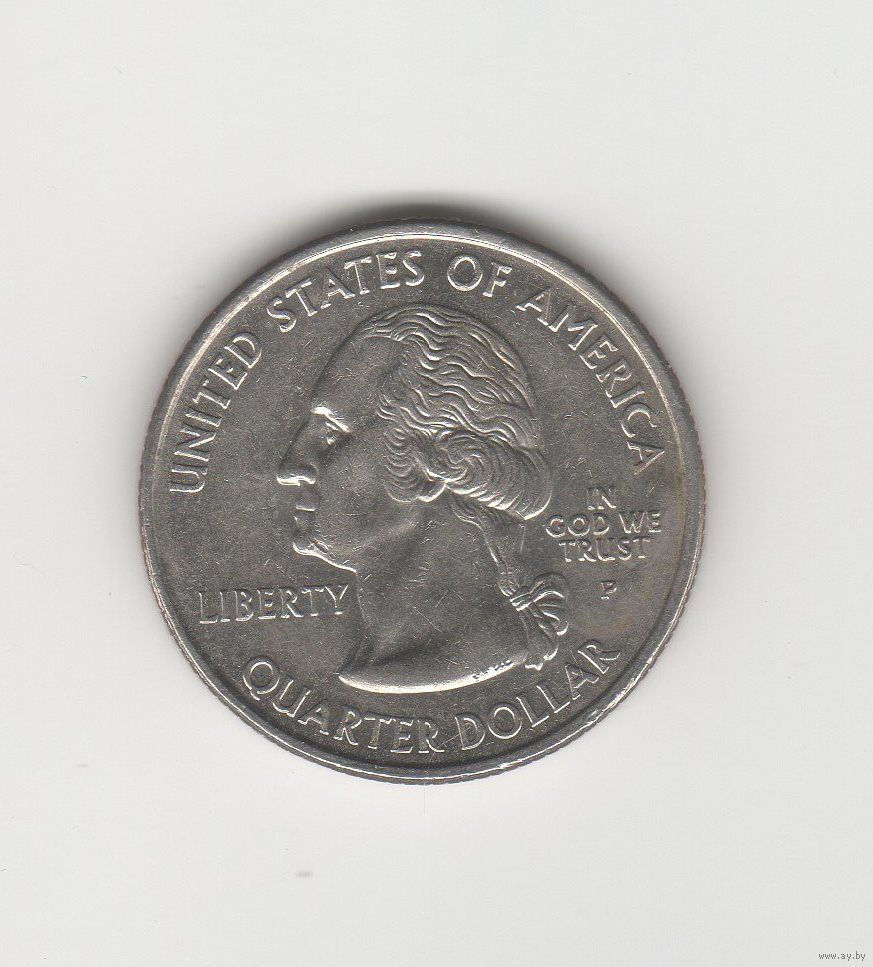 UNITED STATES OF AMERICA
LIBERTY
IN
GOD WE
TRUST
P
QUARTER DOLLAR
www.ay.by